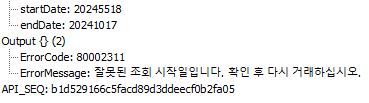 startDate: 20245518
endDate: 20241017
Output {} (2)
ErrorCode: 80002311
ErrorMessage: 잘못된 조회 시작일입니다. 확인 후 다시 거래하십시오.
API_SEQ: b1d529166c5facd89d3ddeecf0b2fa05